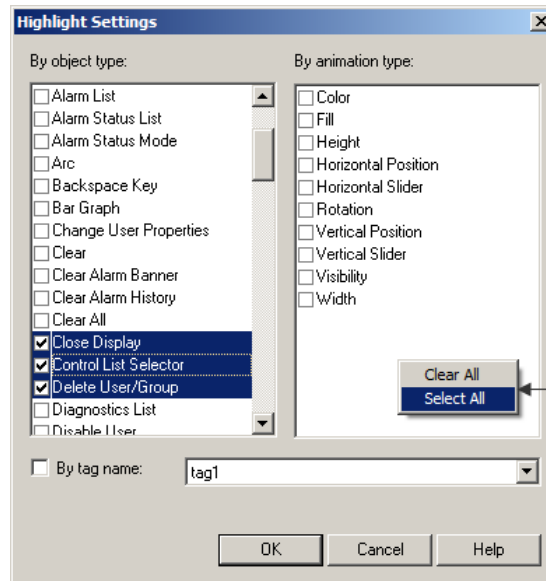 Highlight Settings
By object type:
Alarm List
Alarm Status List
Alarm Status Mode
Arc
Backspace Key
Bar Graph
Change User Properties
Clear
Clear Alarm Banner
Clear Alarm History
Clear All
Close Display
Control List Selector
Delete User/Group
Diagnostics List
Disable User
By animation type:
Color
Fill
Height
Horizontal Position
Horizontal Slider
Rotation
Vertical Position
Vertical Slider
Visibility
Width
Clear All
Select All
By tag name:
tag1
OK
Cancel
Help